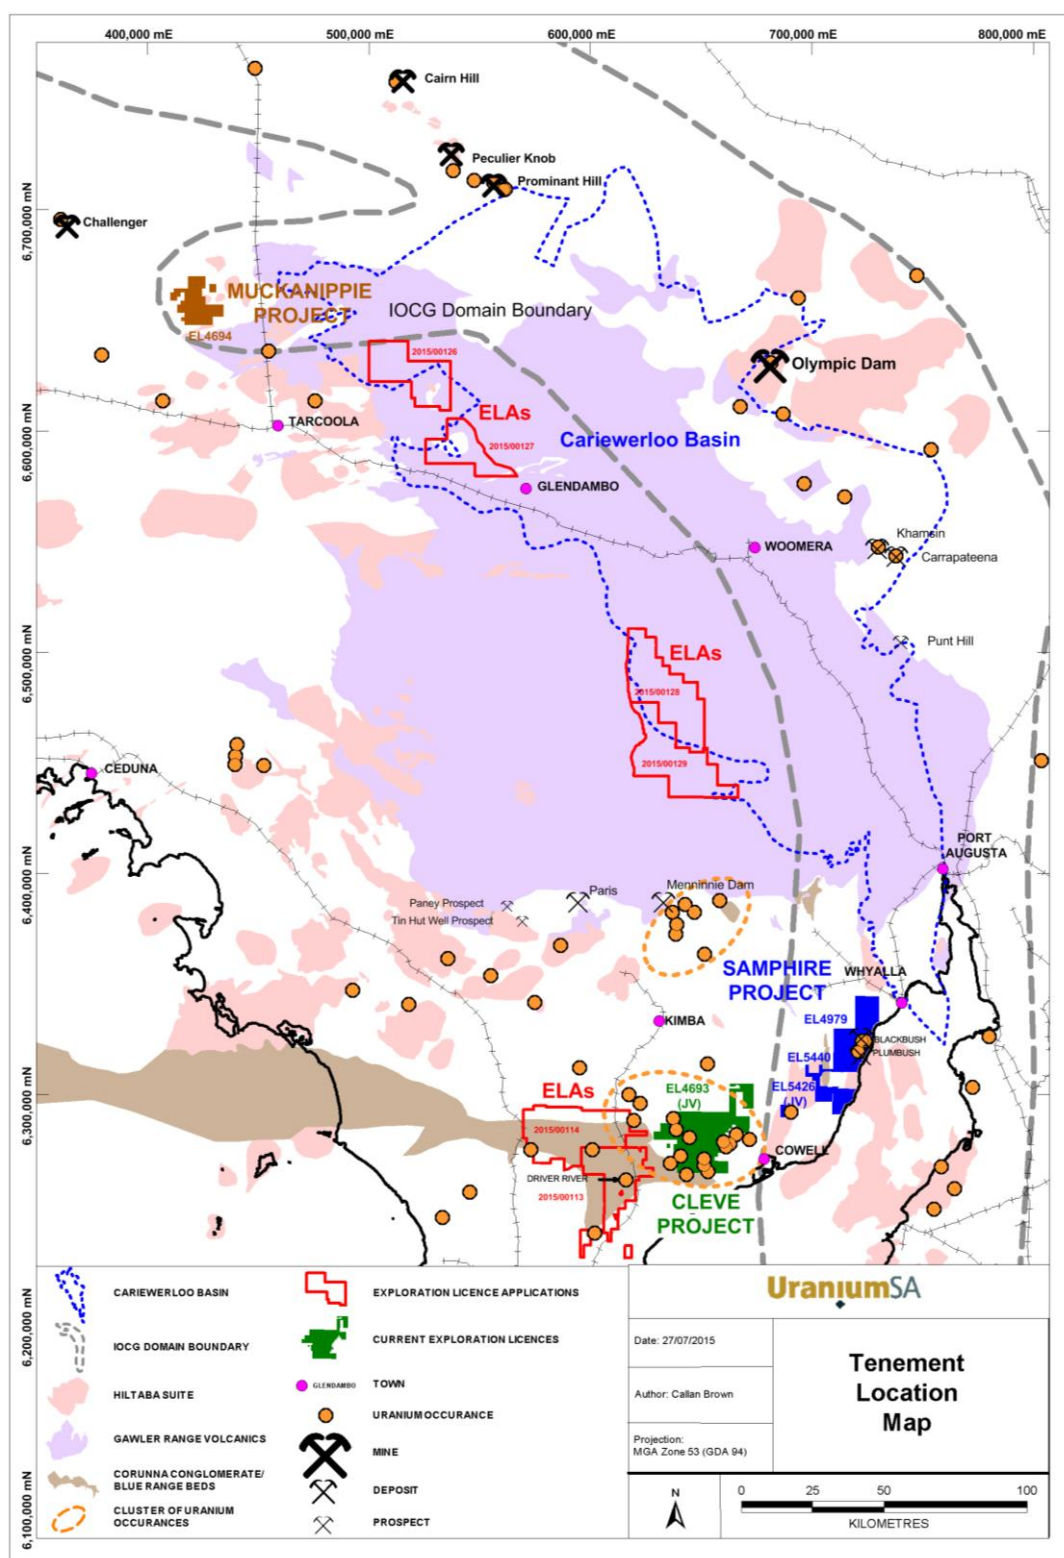 400,000 mE
500,000 mE
600,000 mE
700,000 mE
800,000 mE
Cairn Hill
Peculier Knob
Prominant Hill
6,700,000 mN
Challenger
MUCKANIPPIE
PROJECT
EL4694
IOCG Domain Boundary
2015/00126
Olympic Dam
ELAs
TARCOOLA
6,600,000 mN
2015/00127
Cariewerloo Basin
GLENDAMBO
Khamsin
WOOMERA
Carrapateena
Punt Hill
6,500,000 mN
ELAs
2015/00128
2015/00129
CEDUNA
PORT
AUGUSTA
6,400,000 mN
Paris
Menninnie Dam
Paney Prospect
Tin Hut Well Prospect
SAMPHIRE
PROJECT
WHYALLA
KIMBA
EL4979
BLACKBUSH
PLUMBUSH
EL5440
6,300,000 mN
ELAs
EL4693
(JV)
EL5426
(JV)
2015/00114
COWELL
DRIVER RIVER
2015/00113
CLEVE
PROJECT
6,200,000 mN
6,100,000 mN
CARIEWERLOO BASIN
IOCG DOMAIN BOUNDARY
HILTABA SUITE
GAWLER RANGE VOLCANICS
CORUNNA CONGLOMERATE/
BLUE RANGE BEDS
CLUSTER OF URANIUM
OCCURANCES
EXPLORATION LICENCE APPLICATIONS
CURRENT EXPLORATION LICENCES
GLENDAMBO
TOWN
URANIUM OCCURANCE
MINE
DEPOSIT
PROSPECT
UraniumSA
Date: 27/07/2015
Author: Callan Brown
Projection:
MGA Zone 53 (GDA 94)
Tenement
Location
Map
N
0 25 50 100
KILOMETRES